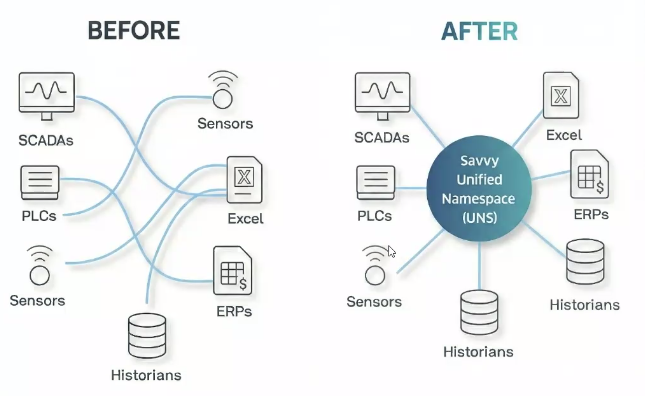 BEFORE
SCADAs
Sensors
PLCs
X
Excel
Sensors
$
ERPs
Historians
AFTER
SCADAs
X
Excel
Savvy
Unified
Namespace
(UNS)
PLCs
$
ERPs
Sensors
Historians
Historians